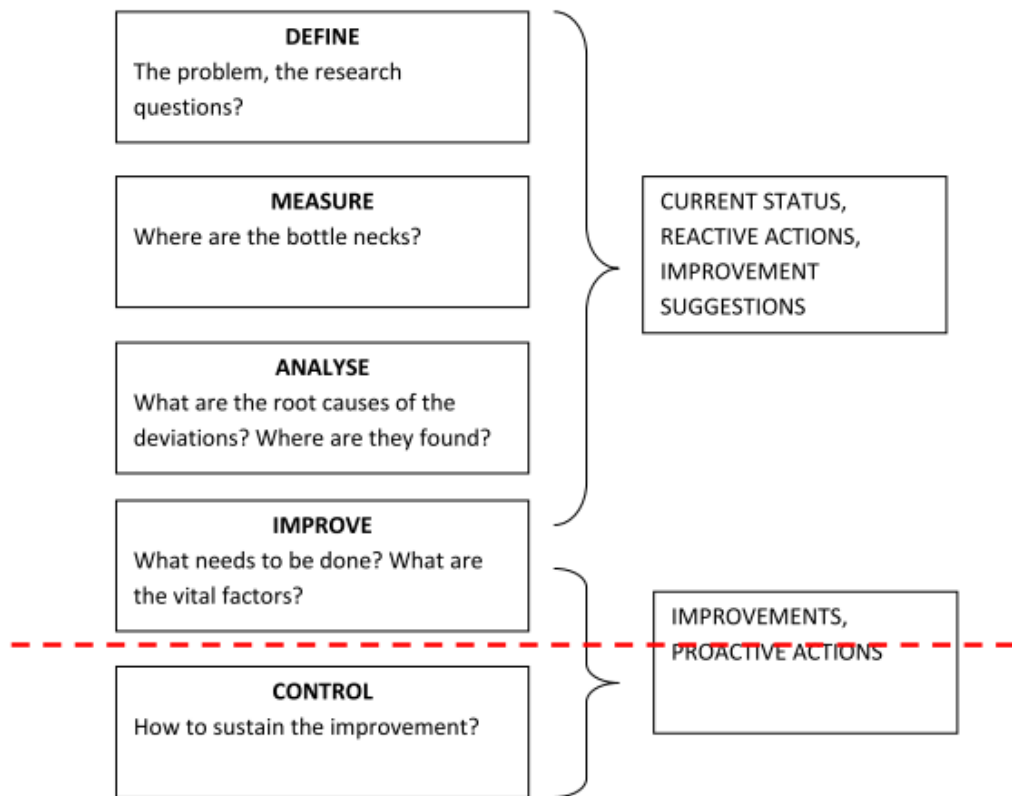 DEFINE
The problem, the research
questions?
MEASURE
Where are the bottle necks?
ANALYSE
What are the root causes of the
deviations? Where are they found?
IMPROVE
What needs to be done? What are
the vital factors?
CONTROL
How to sustain the improvement?
CURRENT STATUS,
REACTIVE ACTIONS,
IMPROVEMENT
SUGGESTIONS
IMPROVEMENTS,
PROACTIVE ACTIONS